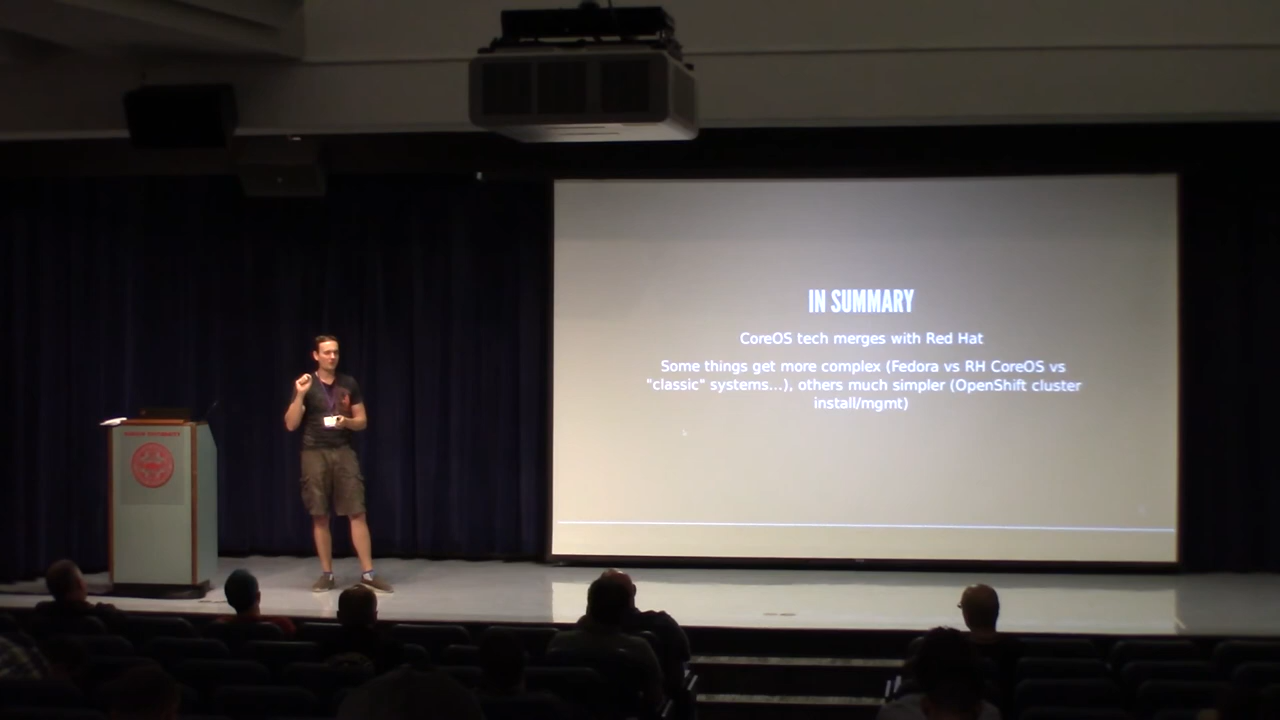 IN SUMMARY
CoreOS tech merges with Red Hat
Some things get more complex (Fedora vs RH CoreOS vs
"classic" systems...), others much simpler (OpenShift cluster
install/mgmt)